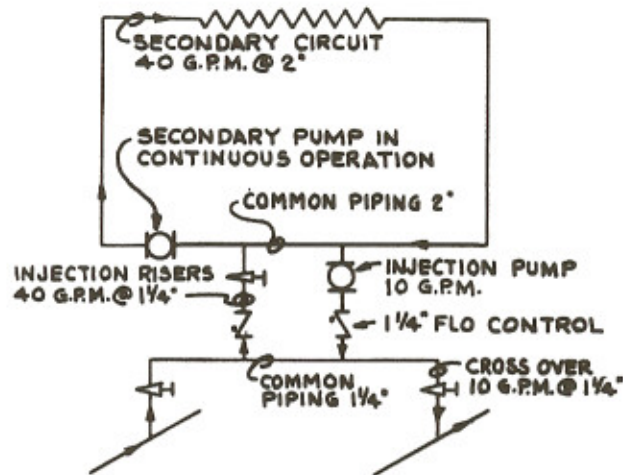 SECONDARY CIRCUIT
40 G.P.M. @ 2"
SECONDARY PUMP IN
CONTINUOUS OPERATION
COMMON PIPING 2"
INJECTION RISERS
40 G.P.M. @ 1¼"
INJECTION PUMP
10 G.P.M.
1¼" FLO CONTROL
COMMON
PIPING 1¼"
CROSS OVER
10 G.P.M. @ 1¼"